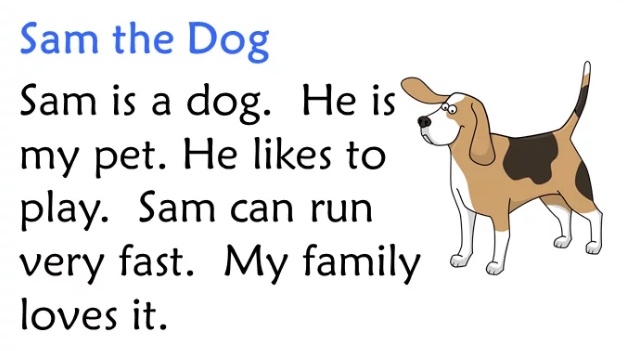 Sam the Dog
Sam is a dog.  He is
my pet. He likes to
play.  Sam can run
very fast.  My family
loves it.